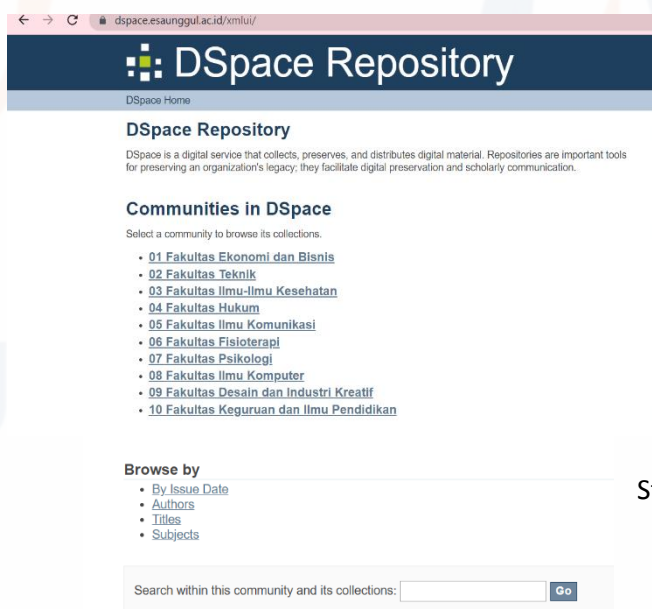 dspace.esaunggul.ac.id/xmlui/
DSpace Repository
DSpace Home
DSpace Repository
DSpace is a digital service that collects, preserves, and distributes digital material. Repositories are important tools
for preserving an organization's legacy; they facilitate digital preservation and scholarly communication.
Communities in DSpace
Select a community to browse its collections.
01 Fakultas Ekonomi dan Bisnis
02 Fakultas Teknik
03 Fakultas Ilmu-Ilmu Kesehatan
04 Fakultas Hukum
05 Fakultas Ilmu Komunikasi
06 Fakultas Fisioterapi
07 Fakultas Psikologi
08 Fakultas Ilmu Komputer
09 Fakultas Desain dan Industri Kreatif
10 Fakultas Keguruan dan Ilmu Pendidikan
Browse by
By Issue Date
Authors
Titles
Subjects
Search within this community and its collections: Go